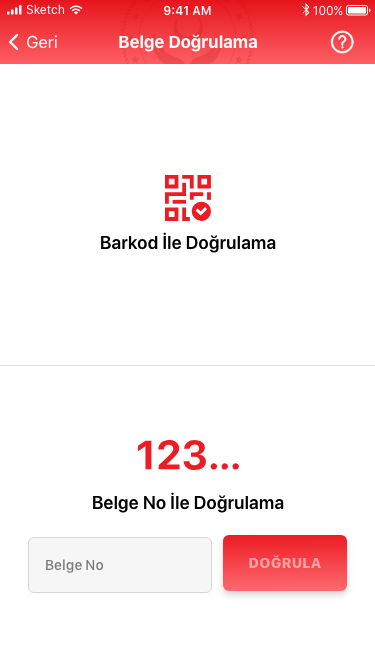 Sketch 9:41 AM 100%
Geri Belge Doğrulama ?
Barkod İle Doğrulama
123...
Belge No İle Doğrulama
Belge No DOĞRULA